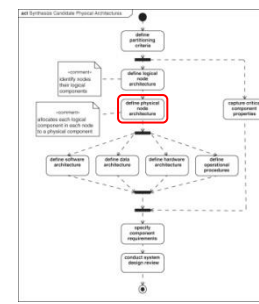 act Synthesize Candidate Physical Architectures
define
partitioning
criteria
«comment»
identify nodes
their logical
components
define logical
node
architecture
«comment»
allocates each logical
component in each node
to a physical component
define physical
node
architecture
capture critical
component
properties
define software
architecture
define data
architecture
define hardware
architecture
define
operational
procedures
specify
component
requirements
conduct system
design review